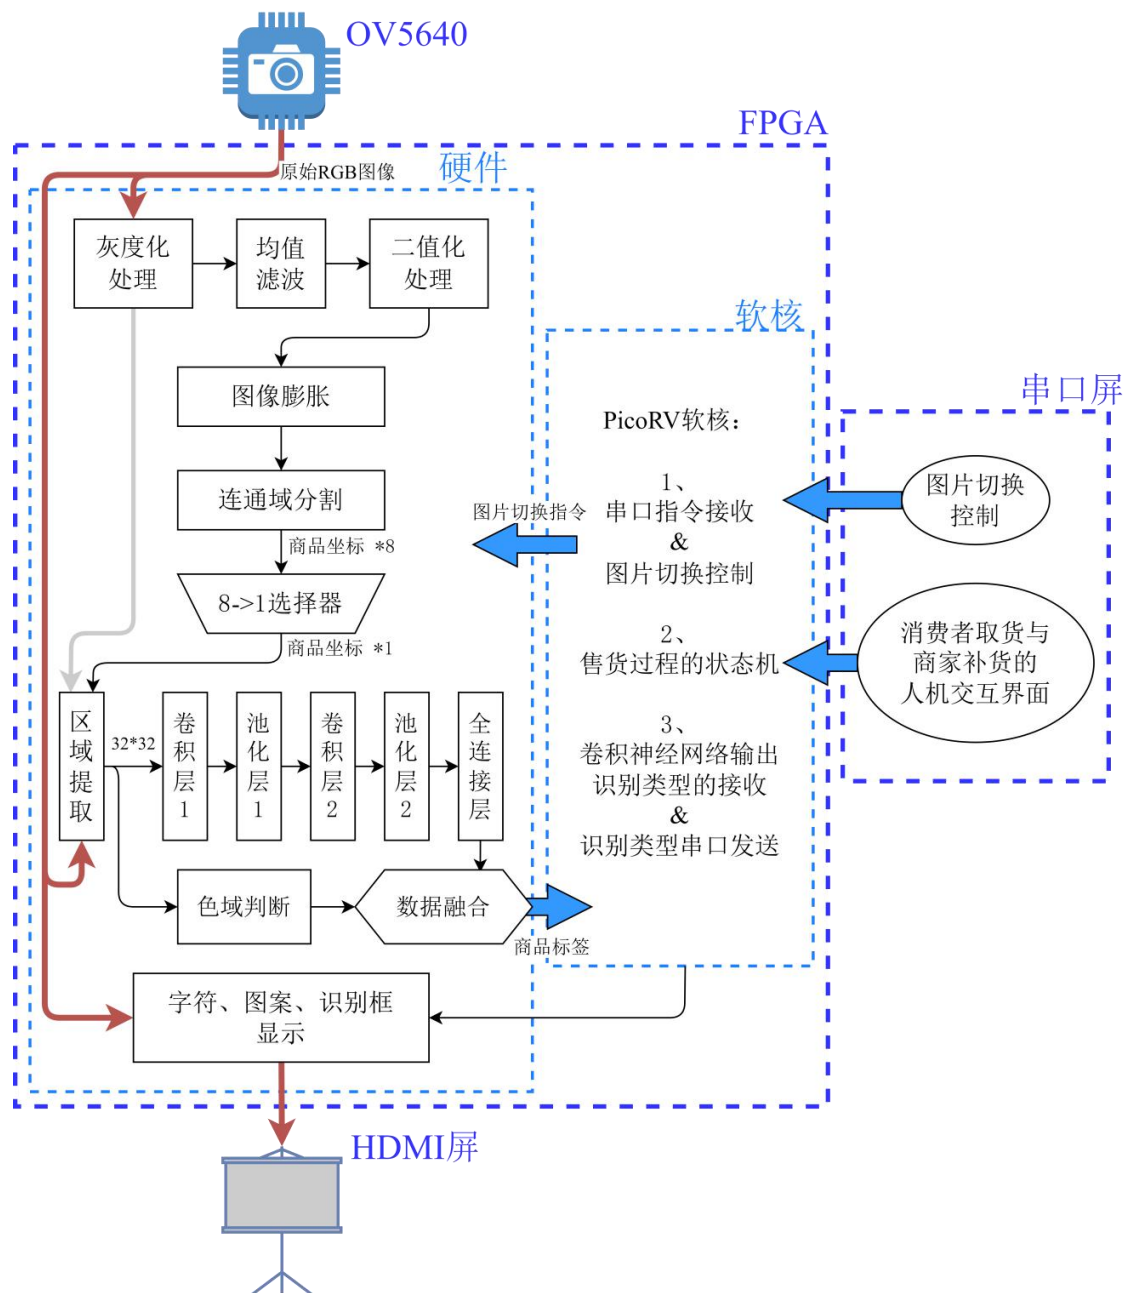 OV5640
FPGA
原始RGB图像
硬件
灰度化
处理
均值
滤波
二值化
处理
图像膨胀
连通域分割
商品坐标 *8
8->1选择器
商品坐标 *1
区
域
提
取
32*32
卷
积
层
1
池
化
层
1
卷
积
层
2
池
化
层
2
全
连
接
层
色域判断
数据融合
商品标签
字符、图案、识别框
显示
图片切换指令
软核
PicoRV软核：
1、
串口指令接收
&
图片切换控制
2、
售货过程的状态机
3、
卷积神经网络输出
识别类型的接收
&
识别类型串口发送
串口屏
图片切换
控制
消费者取货与
商家补货的
人机交互界面
HDMI屏